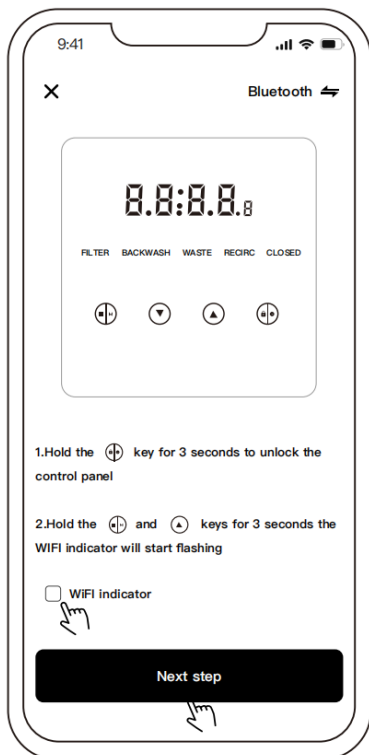 9:41
Bluetooth
8.8:8.8.8
FILTER BACKWASH WASTE RECIRC CLOSED
1.Hold the key for 3 seconds to unlock the
control panel
2.Hold the and keys for 3 seconds the
WIFI indicator will start flashing
WiFI indicator
Next step